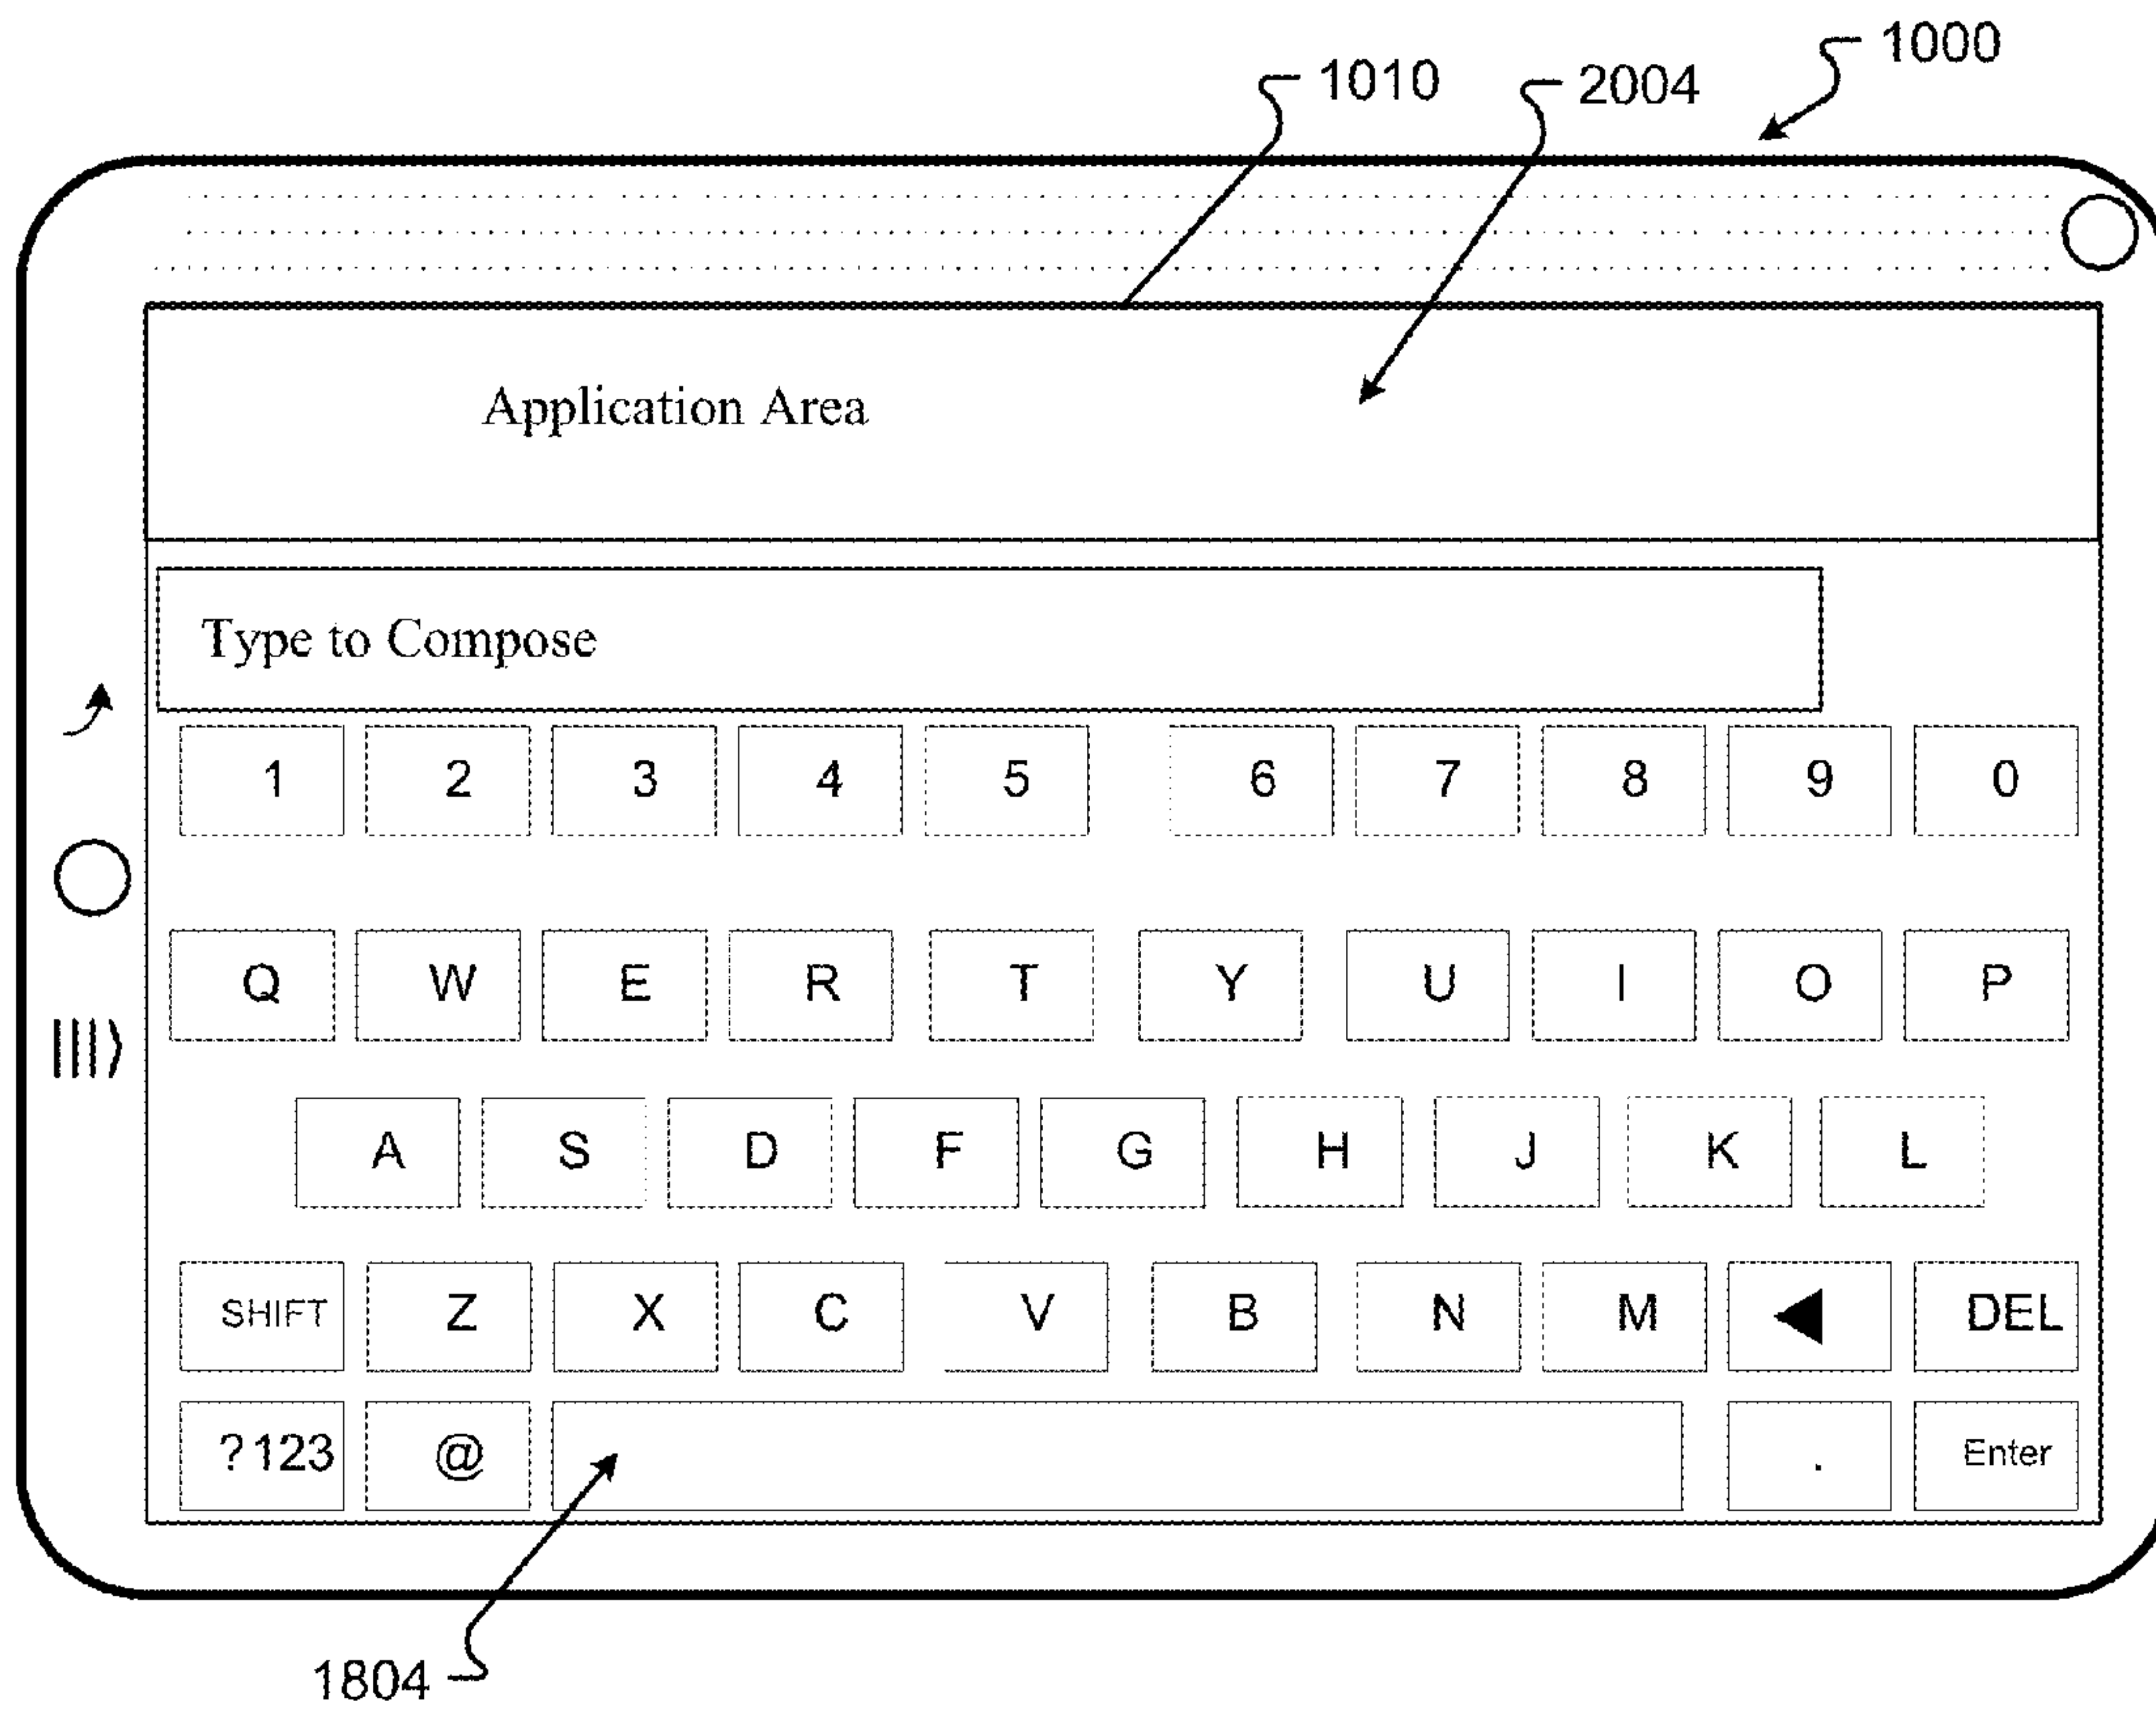 1000
1010 2004
Application Area
Type to Compose
1 2 3 4 5 6 7 8 9 0
Q W E R T Y U I O P
A S D F G H J K L
SHIFT Z X C V B N M DEL
?123 @ . Enter
1804